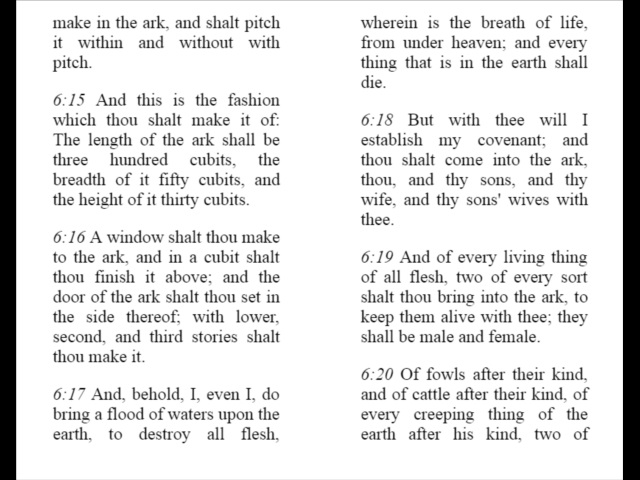 make in the ark, and shalt pitch
it within and without with
pitch.
6:15 And this is the fashion
which thou shalt make it of:
The length of the ark shall be
three hundred cubits, the
breadth of it fifty cubits, and
the height of it thirty cubits.
6:16 A window shalt thou make
to the ark, and in a cubit shalt
thou finish it above; and the
door of the ark shalt thou set in
the side thereof; with lower,
second, and third stories shalt
thou make it.
6:17 And, behold, I, even I, do
bring a flood of waters upon the
earth, to destroy all flesh,
wherein is the breath of life,
from under heaven; and every
thing that is in the earth shall
die.
6:18 But with thee will I
establish my covenant; and
thou shalt come into the ark,
thou, and thy sons, and thy
wife, and thy sons' wives with
thee.
6:19 And of every living thing
of all flesh, two of every sort
shalt thou bring into the ark, to
keep them alive with thee; they
shall be male and female.
6:20 Of fowls after their kind,
and of cattle after their kind, of
every creeping thing of the
earth after his kind, two of